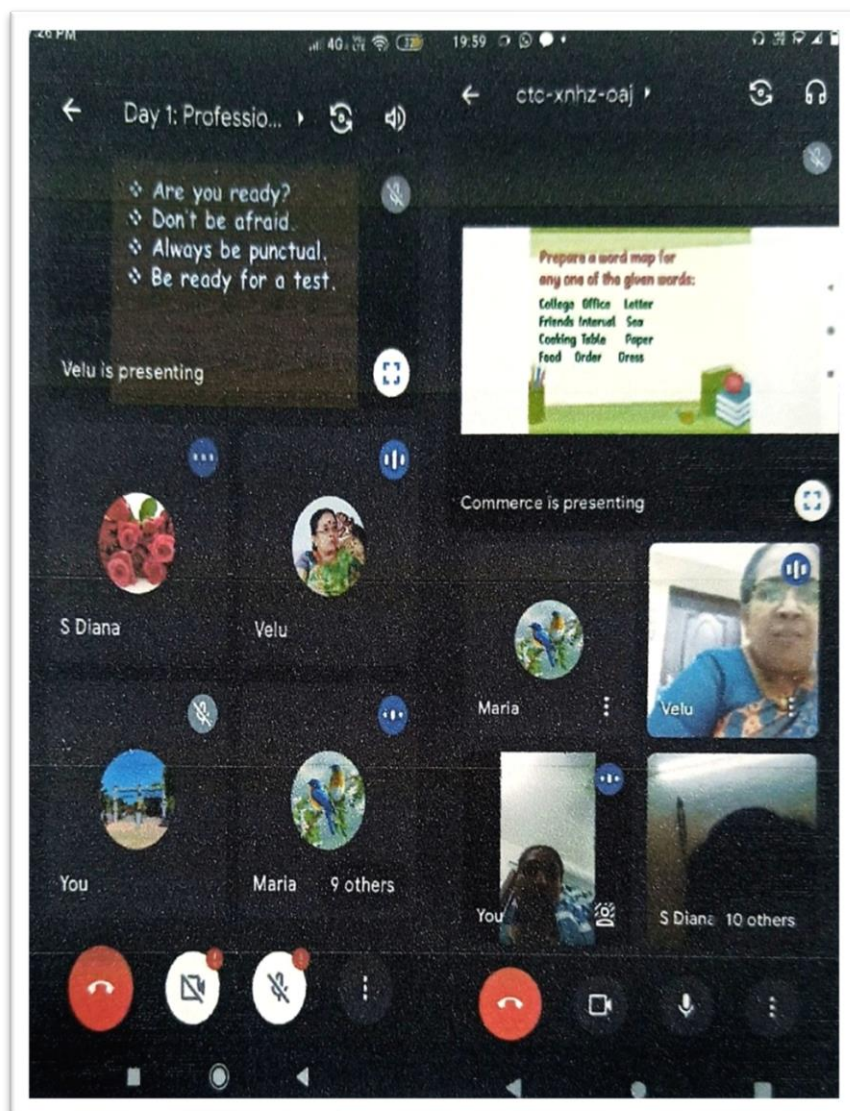 :26 PM
4G
Day 1: Professio...
❖ Are you ready?
❖ Don't be afraid.
❖ Always be punctual.
❖ Be ready for a test.
Velu is presenting
S Diana
Velu
You
Maria 9 others
19:59
ctc-xnhz-oaj
Prepare a word map for
any one of the given words:
College Office Letter
Friends Interval Sea
Cooking Table Paper
Food Order Dress
Commerce is presenting
Maria
Velu
You
S Diana 10 others